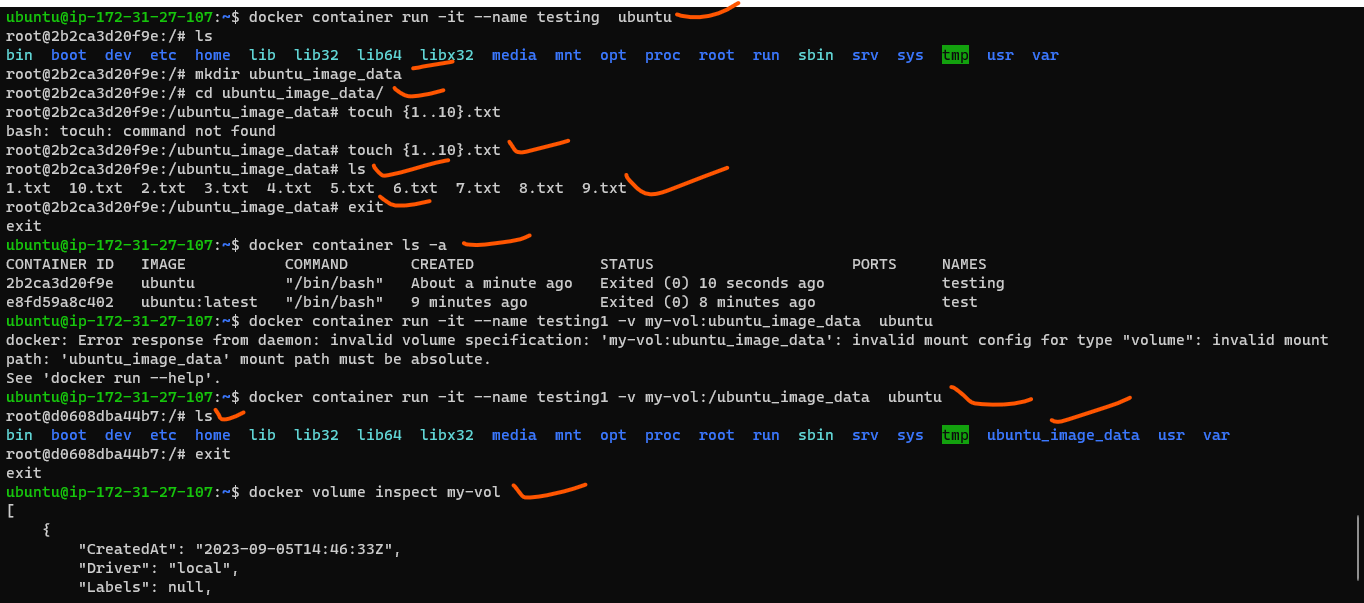 ubuntu@ip-172-31-27-107:~$ docker container run -it --name testing  ubuntu
root@2b2ca3d20f9e:/# ls
bin  boot  dev  etc  home  lib  lib32  lib64  libx32  media  mnt  opt  proc  root  run  sbin  srv  sys  tmp  usr  var
root@2b2ca3d20f9e:/# mkdir ubuntu_image_data
root@2b2ca3d20f9e:/# cd ubuntu_image_data/
root@2b2ca3d20f9e:/ubuntu_image_data# tocuh {1..10}.txt
bash: tocuh: command not found
root@2b2ca3d20f9e:/ubuntu_image_data# touch {1..10}.txt
root@2b2ca3d20f9e:/ubuntu_image_data# ls
1.txt  10.txt  2.txt  3.txt  4.txt  5.txt  6.txt  7.txt  8.txt  9.txt
root@2b2ca3d20f9e:/ubuntu_image_data# exit
exit
ubuntu@ip-172-31-27-107:~$ docker container ls -a
CONTAINER ID   IMAGE           COMMAND       CREATED              STATUS                      PORTS     NAMES
2b2ca3d20f9e   ubuntu          "/bin/bash"   About a minute ago   Exited (0) 10 seconds ago             testing
e8fd59a8c402   ubuntu:latest   "/bin/bash"   9 minutes ago        Exited (0) 8 minutes ago              test
ubuntu@ip-172-31-27-107:~$ docker container run -it --name testing1 -v my-vol:ubuntu_image_data  ubuntu
docker: Error response from daemon: invalid volume specification: 'my-vol:ubuntu_image_data': invalid mount config for type "volume": invalid mount
path: 'ubuntu_image_data' mount path must be absolute.
See 'docker run --help'.
ubuntu@ip-172-31-27-107:~$ docker container run -it --name testing1 -v my-vol:/ubuntu_image_data  ubuntu
root@d0608dba44b7:/# ls
bin  boot  dev  etc  home  lib  lib32  lib64  libx32  media  mnt  opt  proc  root  run  sbin  srv  sys  tmp  ubuntu_image_data  usr  var
root@d0608dba44b7:/# exit
exit
ubuntu@ip-172-31-27-107:~$ docker volume inspect my-vol
[
    {
        "CreatedAt": "2023-09-05T14:46:33Z",
        "Driver": "local",
        "Labels": null,